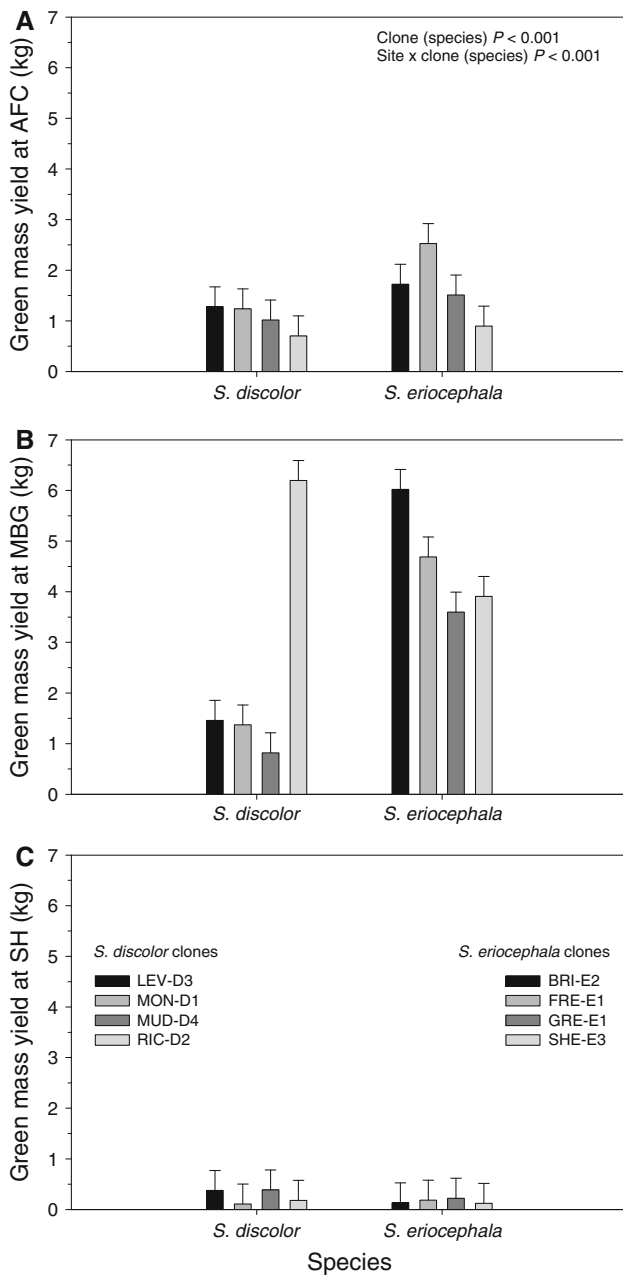 A
Green mass yield at AFC (kg)
7
6
5
4
3
2
1
0
Clone (species) P < 0.001
Site x clone (species) P < 0.001
S. discolor
S. eriocephala
B
Green mass yield at MBG (kg)
7
6
5
4
3
2
1
0
S. discolor
S. eriocephala
C
Green mass yield at SH (kg)
7
6
5
4
3
2
1
0
S. discolor clones
LEV-D3
MON-D1
MUD-D4
RIC-D2
S. eriocephala clones
BRI-E2
FRE-E1
GRE-E1
SHE-E3
S. discolor
S. eriocephala
Species